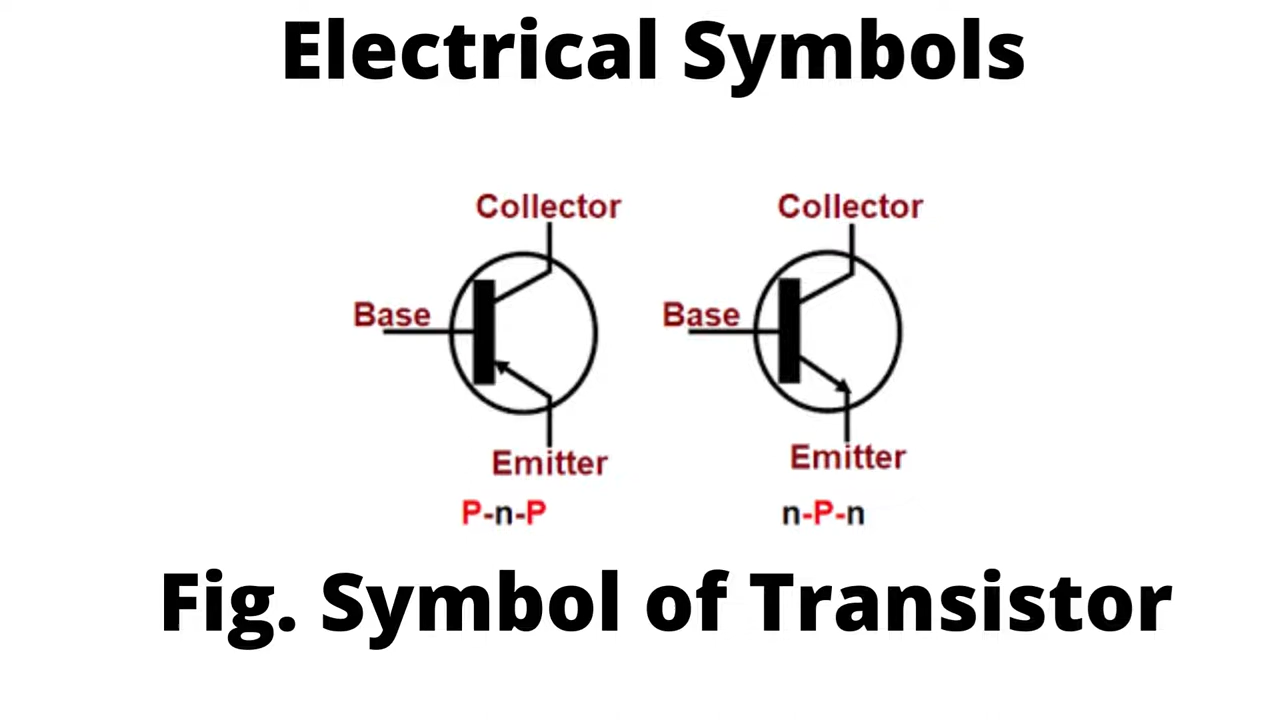 Electrical Symbols
Collector
Collector
Base
Base
Emitter
Emitter
P-n-P
n-P-n
Fig. Symbol of Transistor